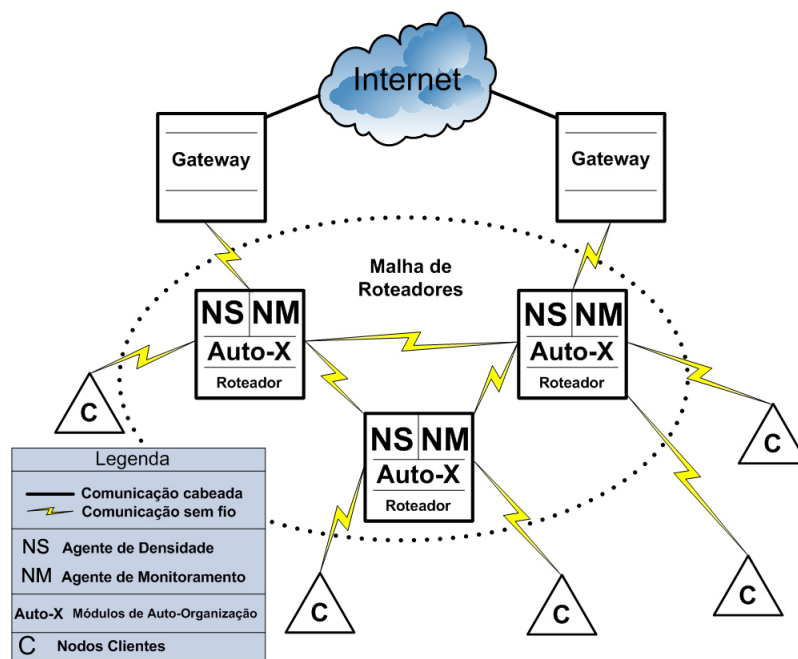 Internet
Gateway
Gateway
Malha de
Roteadores
NS NM
Auto-X
Roteador
NS NM
Auto-X
Roteador
NS NM
Auto-X
Roteador
C
C
C
C
C
Legenda
Comunicação cabeada
Comunicação sem fio
NS Agente de Densidade
NM Agente de Monitoramento
Auto-X Módulos de Auto-Organização
C Nodos Clientes